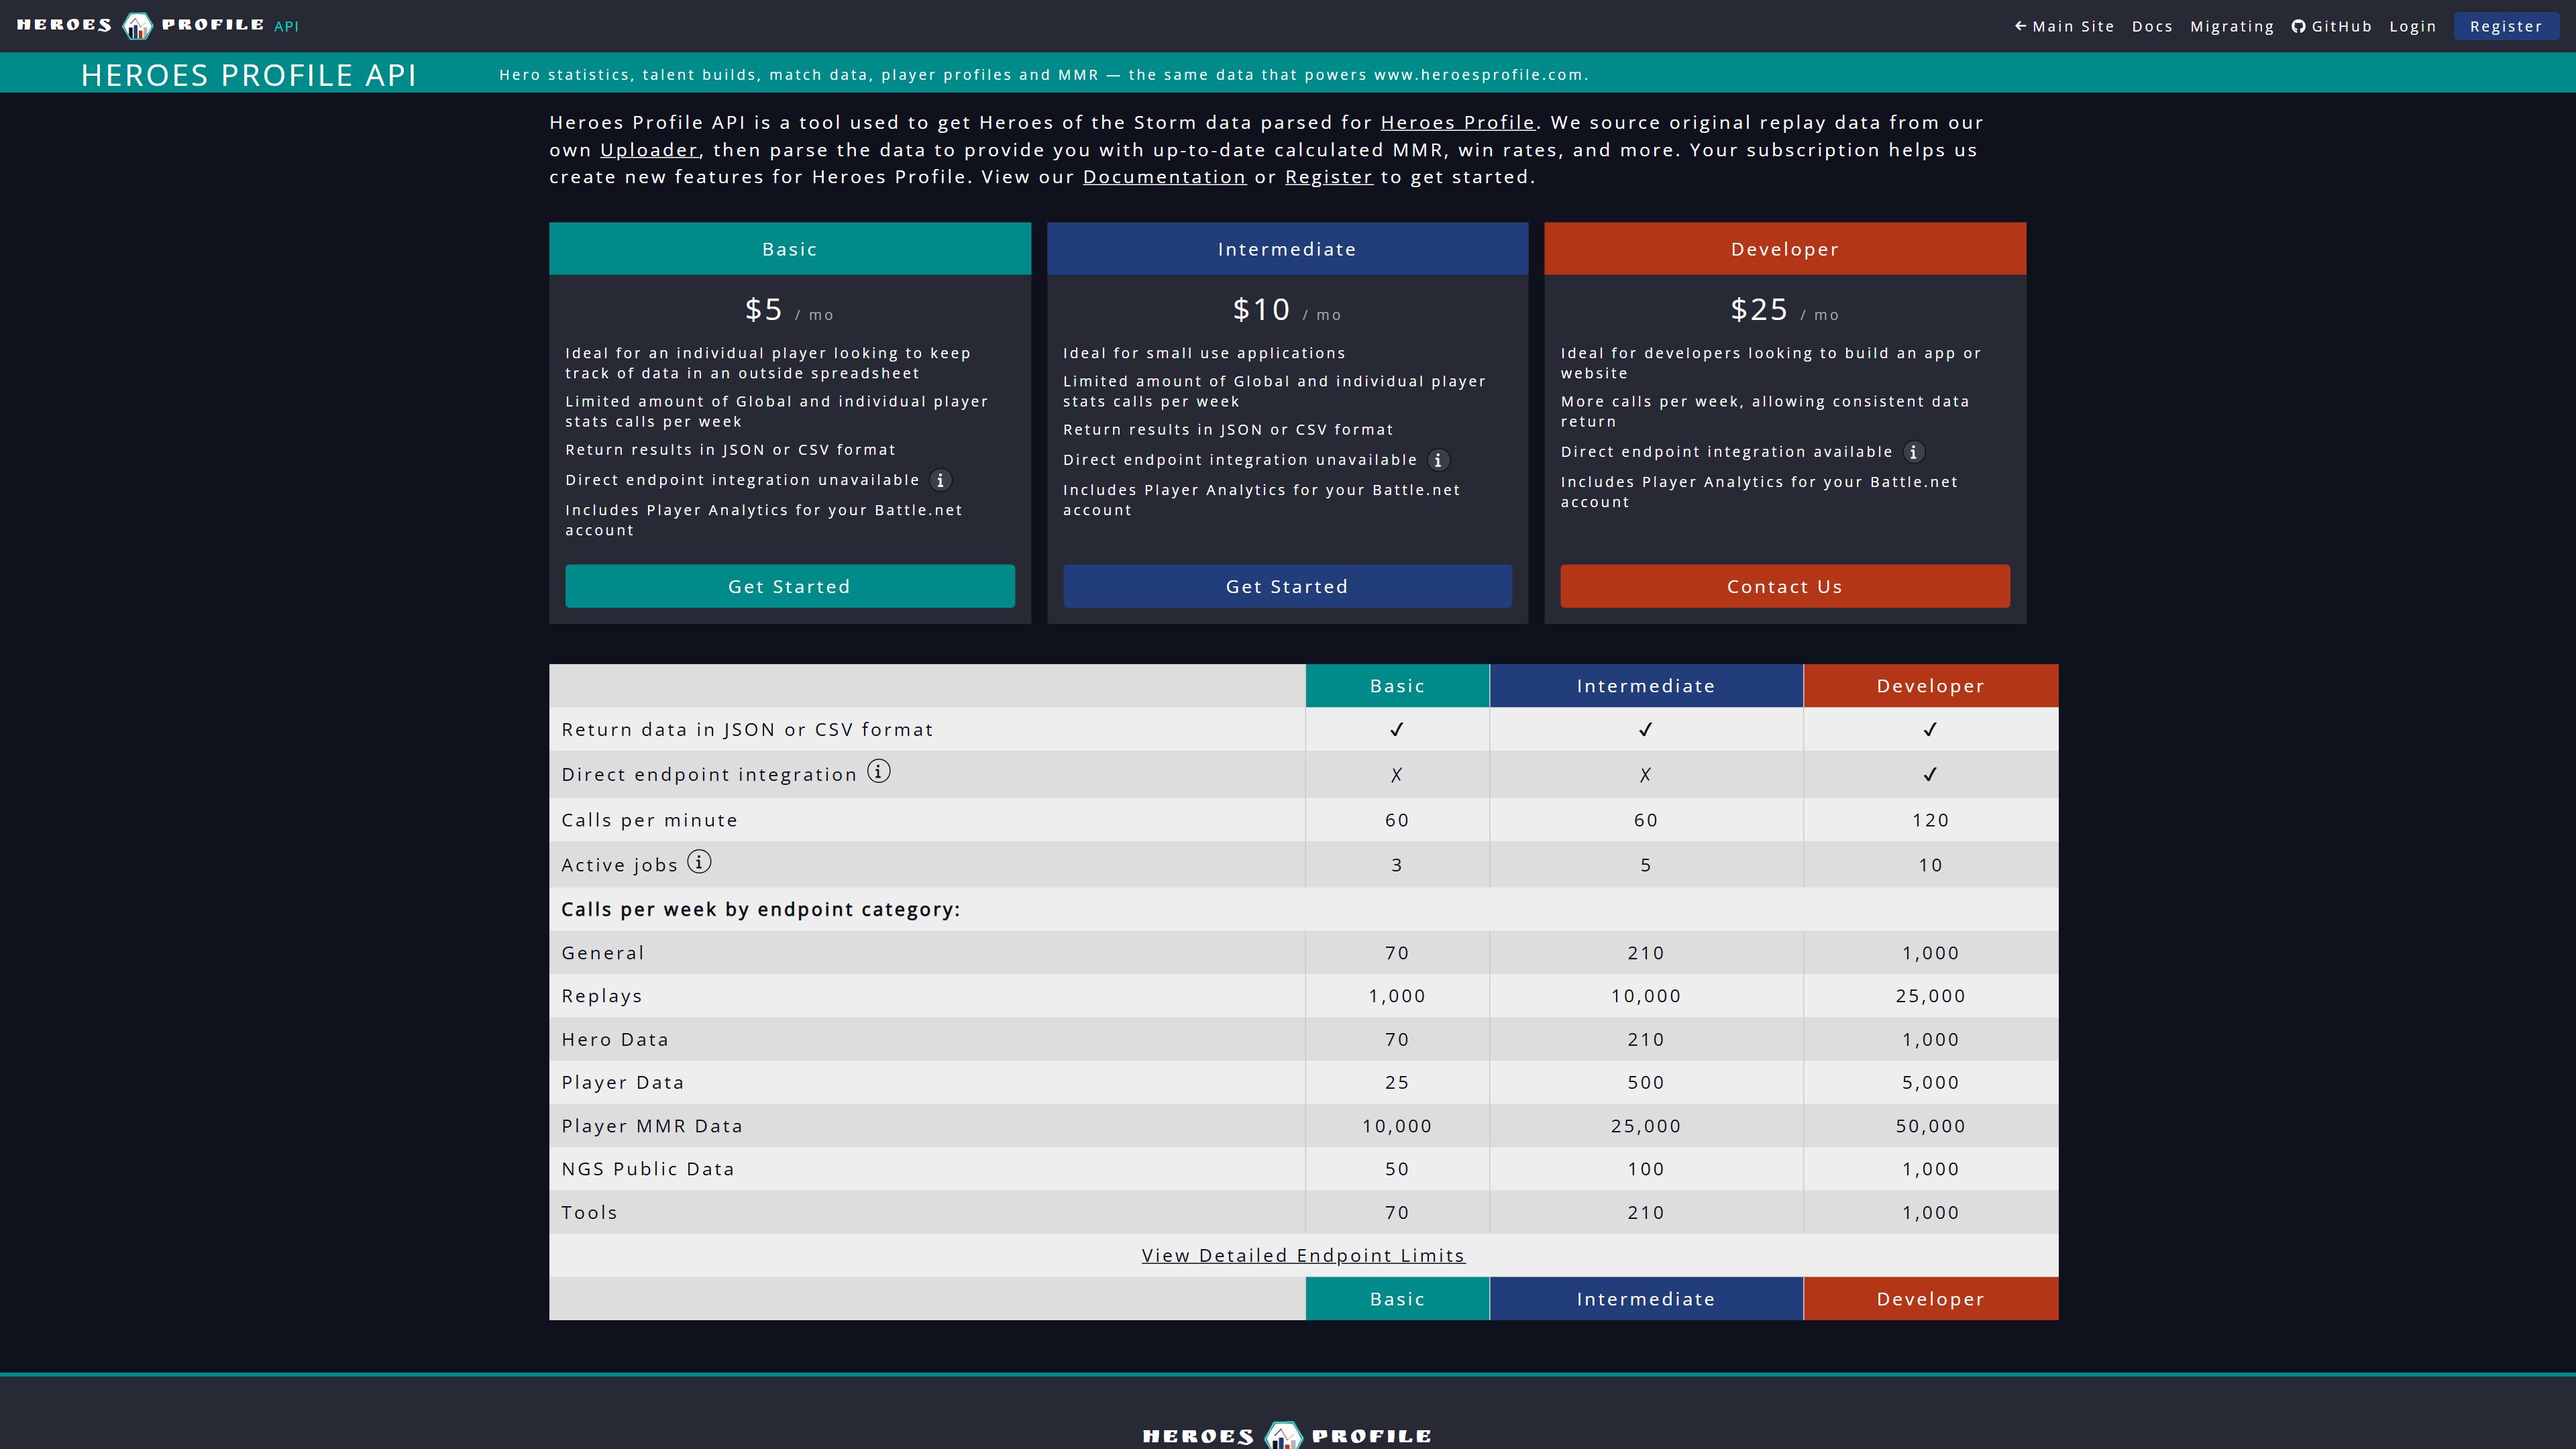 HEROES PROFILE API
← Main Site Docs Migrating GitHub Login Register
HEROES PROFILE API
Hero statistics, talent builds, match data, player profiles and MMR — the same data that powers www.heroesprofile.com.
Heroes Profile API is a tool used to get Heroes of the Storm data parsed for Heroes Profile. We source original replay data from our
own Uploader, then parse the data to provide you with up-to-date calculated MMR, win rates, and more. Your subscription helps us
create new features for Heroes Profile. View our Documentation or Register to get started.
Basic
$5 / mo
Ideal for an individual player looking to keep
track of data in an outside spreadsheet
Limited amount of Global and individual player
stats calls per week
Return results in JSON or CSV format
Direct endpoint integration unavailable i
Includes Player Analytics for your Battle.net
account
Get Started
Intermediate
$10 / mo
Ideal for small use applications
Limited amount of Global and individual player
stats calls per week
Return results in JSON or CSV format
Direct endpoint integration unavailable i
Includes Player Analytics for your Battle.net
account
Get Started
Developer
$25 / mo
Ideal for developers looking to build an app or
website
More calls per week, allowing consistent data
return
Direct endpoint integration available i
Includes Player Analytics for your Battle.net
account
Contact Us
Basic Intermediate Developer
Return data in JSON or CSV format ✓ ✓ ✓
Direct endpoint integration i ✗ ✗ ✓
Calls per minute 60 60 120
Active jobs i 3 5 10
Calls per week by endpoint category:
General 70 210 1,000
Replays 1,000 10,000 25,000
Hero Data 70 210 1,000
Player Data 25 500 5,000
Player MMR Data 10,000 25,000 50,000
NGS Public Data 50 100 1,000
Tools 70 210 1,000
View Detailed Endpoint Limits
Basic Intermediate Developer
HEROES PROFILE